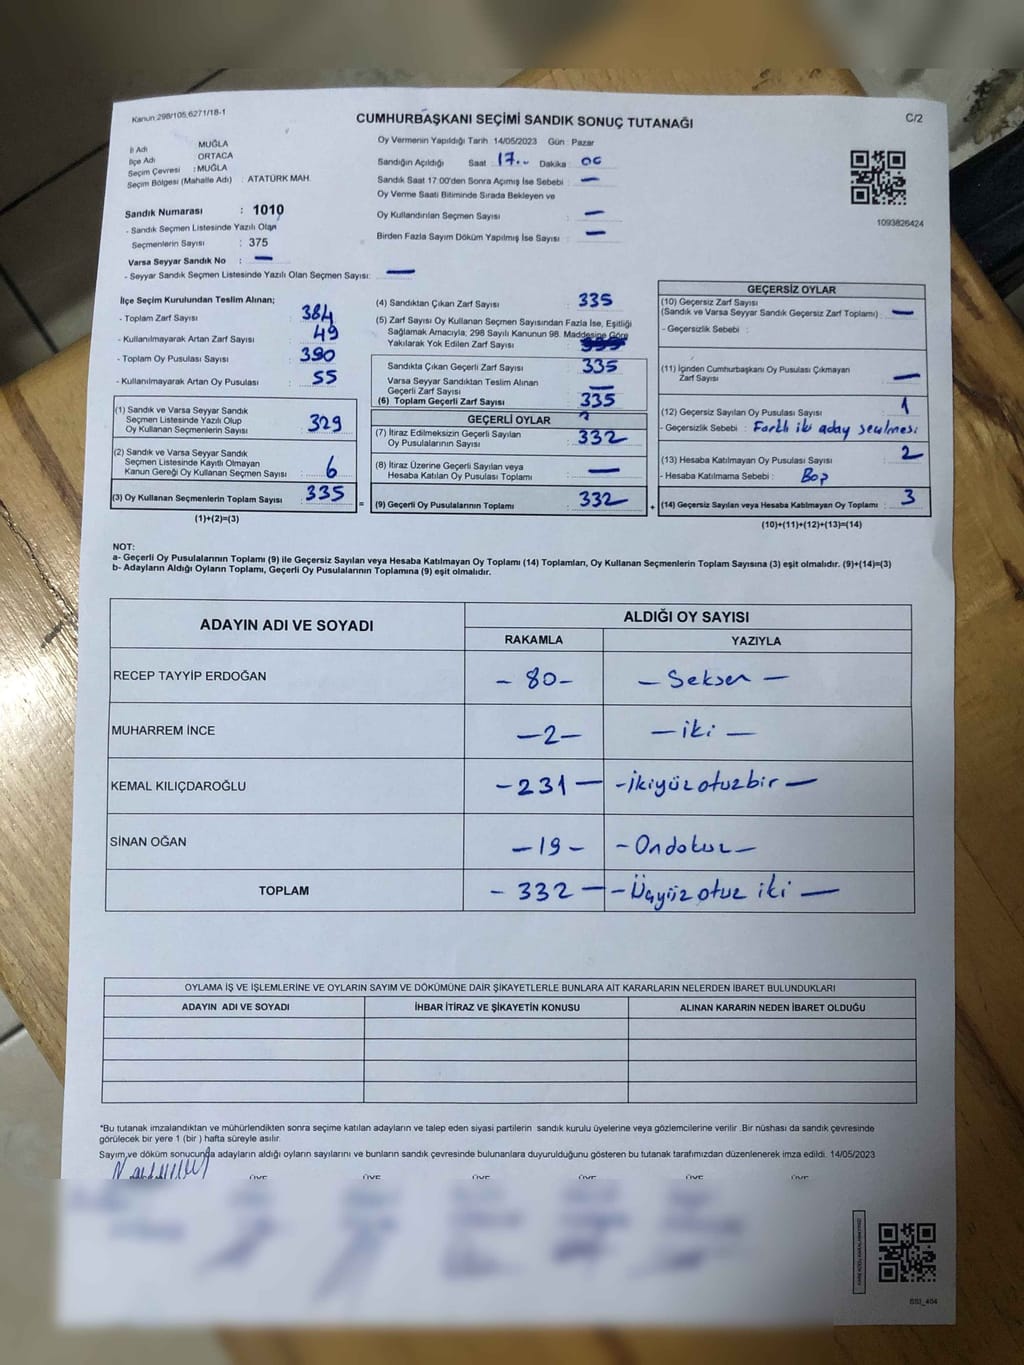 Kanun 298/105,6271/18-1
CUMHURBAŞKANI SEÇİMİ SANDIK SONUÇ TUTANAĞI
C/2
İl Adı MUĞLA
İlçe Adı ORTACA
Seçim Çevresi : MUĞLA
Seçim Bölgesi (Mahalle Adı) : ATATÜRK MAH.
Oy Vermenin Yapıldığı Tarih 14/05/2023 Gün : Pazar
Sandığın Açıldığı Saat 17.. Dakika 00
Sandık Saat 17:00'den Sonra Açımış İse Sebebi : —
Oy Verme Saati Bitiminde Sırada Bekleyen ve
Oy Kullandırılan Seçmen Sayısı : —
Birden Fazla Sayım Döküm Yapılmış İse Sayısı : —
1093826424
Sandık Numarası : 1010
- Sandık Seçmen Listesinde Yazılı Olan
Seçmenlerin Sayısı : 375
Varsa Seyyar Sandık No : —
- Seyyar Sandık Seçmen Listesinde Yazılı Olan Seçmen Sayısı: —
İlçe Seçim Kurulundan Teslim Alınan;
- Toplam Zarf Sayısı : 384
- Kullanılmayarak Artan Zarf Sayısı : 49
- Toplam Oy Pusulası Sayısı : 390
- Kullanılmayarak Artan Oy Pusulası : 55
(1) Sandık ve Varsa Seyyar Sandık
Seçmen Listesinde Yazılı Olup
Oy Kullanan Seçmenlerin Sayısı : 329
(2) Sandık ve Varsa Seyyar Sandık
Seçmen Listesinde Kayıtlı Olmayan
Kanun Gereği Oy Kullanan Seçmen Sayısı : 6
(3) Oy Kullanan Seçmenlerin Toplam Sayısı : 335
(1)+(2)=(3)
=
(4) Sandıktan Çıkan Zarf Sayısı : 335
(5) Zarf Sayısı Oy Kullanan Seçmen Sayısından Fazla İse, Eşitliği
Sağlamak Amacıyla; 298 Sayılı Kanunun 98. Maddesine Göre
Yakılarak Yok Edilen Zarf Sayısı :
Sandıkta Çıkan Geçerli Zarf Sayısı : 335
Varsa Seyyar Sandıktan Teslim Alınan
Geçerli Zarf Sayısı : —
(6) Toplam Geçerli Zarf Sayısı : 335
GEÇERLİ OYLAR
(7) İtiraz Edilmeksizin Geçerli Sayılan
Oy Pusulalarının Sayısı : 332
(8) İtiraz Üzerine Geçerli Sayılan veya
Hesaba Katılan Oy Pusulası Toplamı : —
(9) Geçerli Oy Pusulalarının Toplamı : 332
+
GEÇERSİZ OYLAR
(10) Geçersiz Zarf Sayısı
(Sandık ve Varsa Seyyar Sandık Geçersiz Zarf Toplamı) : —
- Geçersizlik Sebebi :
(11) İçinden Cumhurbaşkanı Oy Pusulası Çıkmayan
Zarf Sayısı : —
(12) Geçersiz Sayılan Oy Pusulası Sayısı : 1
- Geçersizlik Sebebi : Farklı iki aday seçilmesi
(13) Hesaba Katılmayan Oy Pusulası Sayısı : 2
- Hesaba Katılmama Sebebi : Boş
(14) Geçersiz Sayılan veya Hesaba Katılmayan Oy Toplamı : 3
(10)+(11)+(12)+(13)=(14)
NOT:
a- Geçerli Oy Pusulalarının Toplamı (9) ile Geçersiz Sayılan veya Hesaba Katılmayan Oy Toplamı (14) Toplamları, Oy Kullanan Seçmenlerin Toplam Sayısına (3) eşit olmalıdır. (9)+(14)=(3)
b- Adayların Aldığı Oyların Toplamı, Geçerli Oy Pusulalarının Toplamına (9) eşit olmalıdır.
ADAYIN ADI VE SOYADI
ALDIĞI OY SAYISI
RAKAMLA YAZIYLA
RECEP TAYYİP ERDOĞAN - 80 - — Seksen —
MUHARREM İNCE — 2 — — iki —
KEMAL KILIÇDAROĞLU - 231 — - İkiyüzotuzbir —
SİNAN OĞAN — 19 - - Ondokuz —
TOPLAM - 332 — - Üçyüz otuz iki —
OYLAMA İŞ VE İŞLEMLERİNE VE OYLARIN SAYIM VE DÖKÜMÜNE DAİR ŞİKAYETLERLE BUNLARA AİT KARARLARIN NELERDEN İBARET BULUNDUKLARI
ADAYIN ADI VE SOYADI İHBAR İTİRAZ VE ŞİKAYETİN KONUSU ALINAN KARARIN NEDEN İBARET OLDUĞU
*Bu tutanak imzalandıktan ve mühürlendikten sonra seçime katılan adayların ve talep eden siyasi partilerin sandık kurulu üyelerine veya gözlemcilerine verilir .Bir nüshası da sandık çevresinde
görülecek bir yere 1 (bir ) hafta süreyle asılır.
Sayım ve döküm sonucunda adayların aldığı oyların sayılarını ve bunların sandık çevresinde bulunanlara duyurulduğunu gösteren bu tutanak tarafımızdan düzenlenerek imza edildi. 14/05/2023
ÜYE ÜYE ÜYE ÜYE ÜYE ÜYE